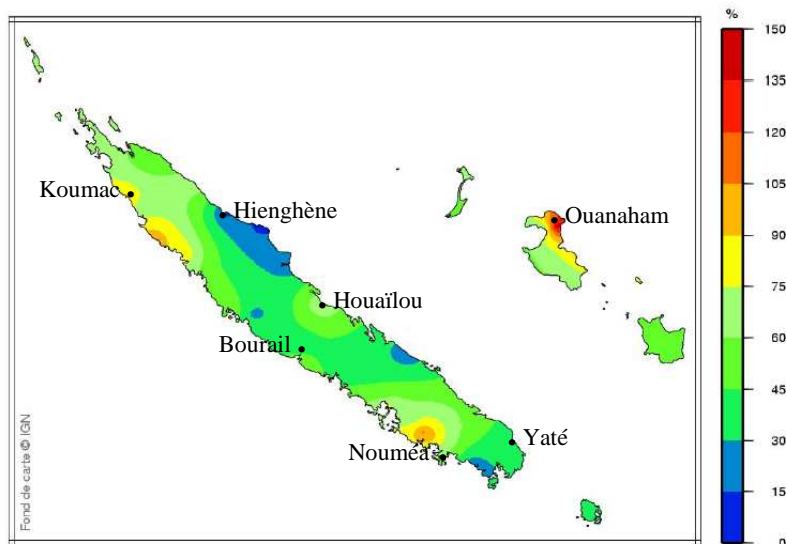 %
150
135
120
105
90
75
60
45
30
15
0
Koumac
Hienghène
Ouanaham
Houaïlou
Bourail
Yaté
Nouméa
Fond de carte © IGN